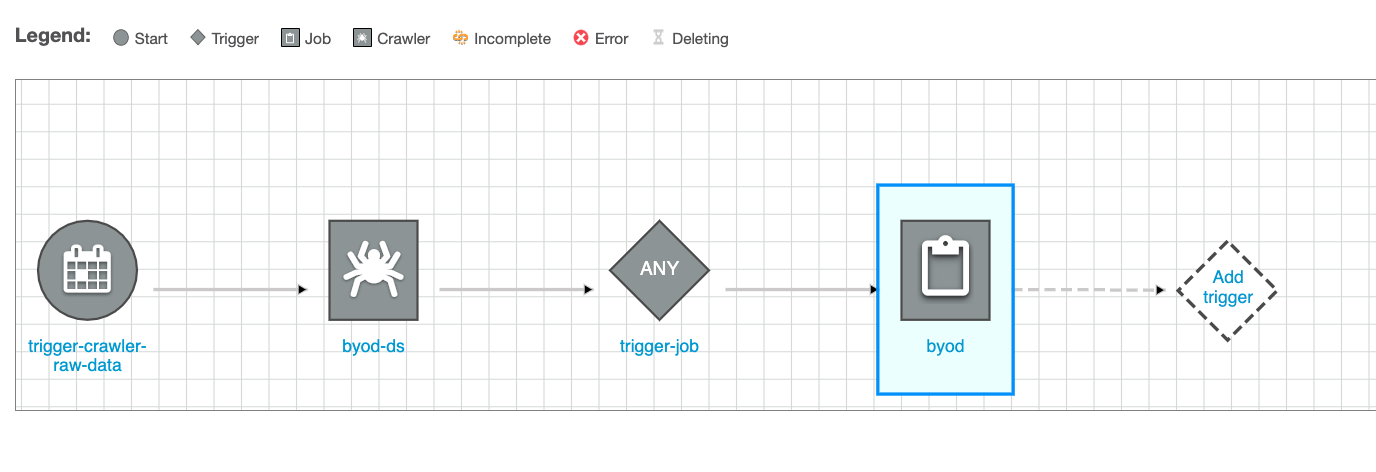 Legend: Start Trigger Job Crawler Incomplete Error Deleting
trigger-crawler-
raw-data
byod-ds
ANY
trigger-job
byod
Add
trigger